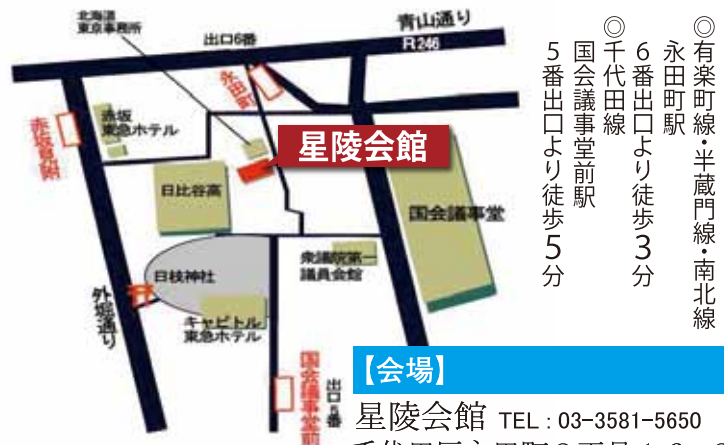 北海道
東京事務所
出口6番
青山通り
R246
永田町
赤坂見附
赤坂
東急ホテル
星陵会館
日比谷高
国会議事堂
衆議院第一
議員会館
日枝神社
外堀通り
キャピトル
東急ホテル
国会議事堂前
出口5番
◎有楽町線・半蔵門線・南北線
永田町駅
6番出口より徒歩3分
◎千代田線
国会議事堂前駅
5番出口より徒歩5分
【会場】
星陵会館 TEL : 03-3581-5650